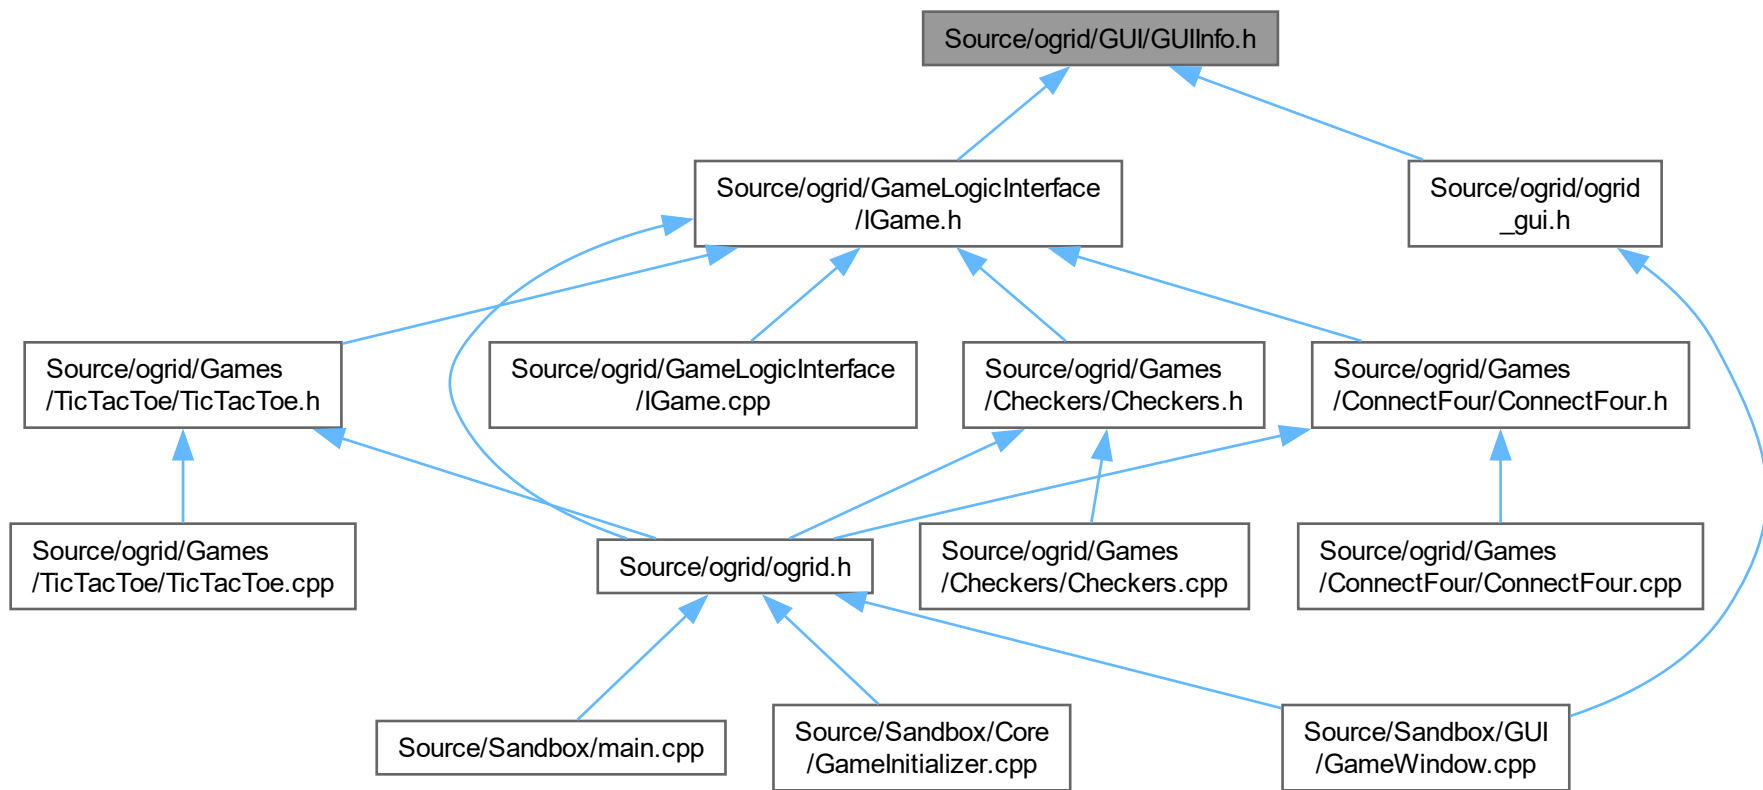 Source/ogrid/GUI/GUIInfo.h
Source/ogrid/GameLogicInterface
/IGame.h
Source/ogrid/ogrid
_gui.h
Source/ogrid/Games
/TicTacToe/TicTacToe.h
Source/ogrid/GameLogicInterface
/IGame.cpp
Source/ogrid/Games
/Checkers/Checkers.h
Source/ogrid/Games
/ConnectFour/ConnectFour.h
Source/ogrid/Games
/TicTacToe/TicTacToe.cpp
Source/ogrid/ogrid.h
Source/ogrid/Games
/Checkers/Checkers.cpp
Source/ogrid/Games
/ConnectFour/ConnectFour.cpp
Source/Sandbox/main.cpp
Source/Sandbox/Core
/GameInitializer.cpp
Source/Sandbox/GUI
/GameWindow.cpp